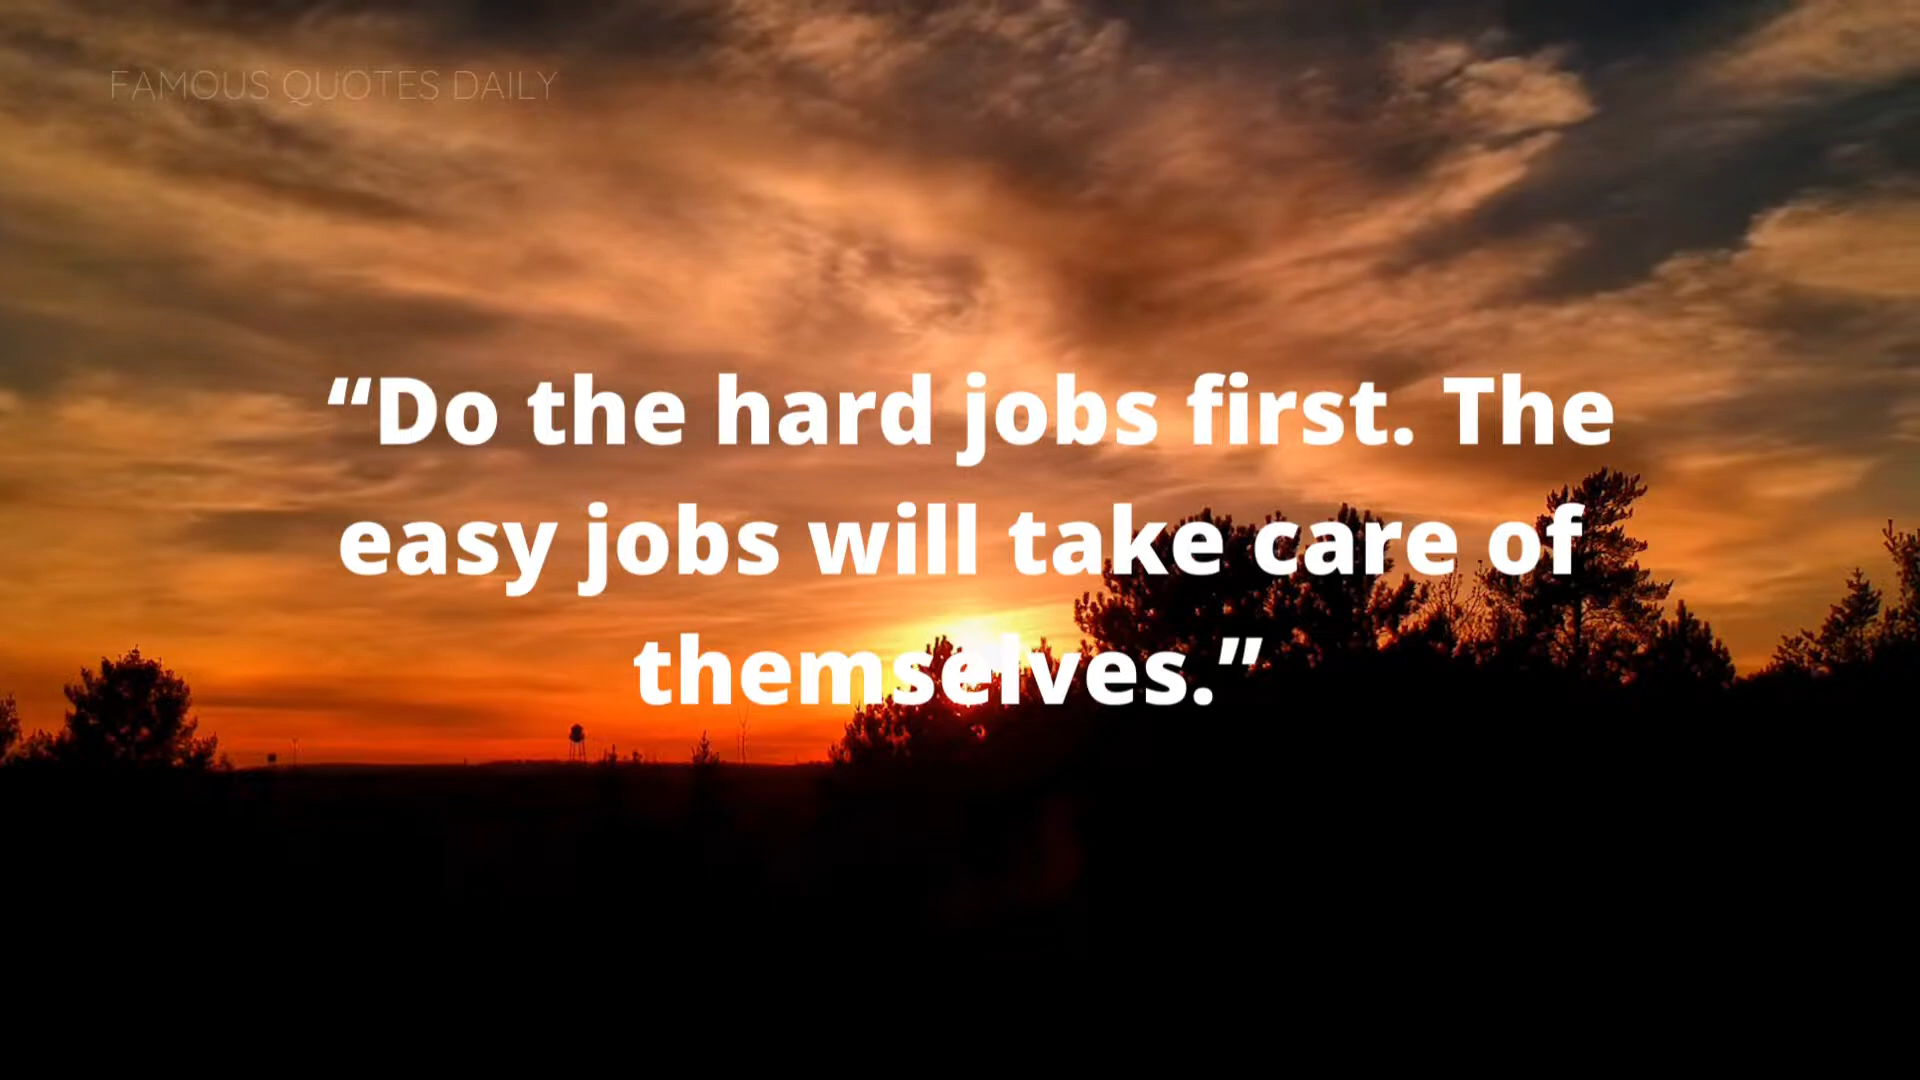 FAMOUS QUOTES DAILY
“Do the hard jobs first. The
easy jobs will take care of
themselves.”